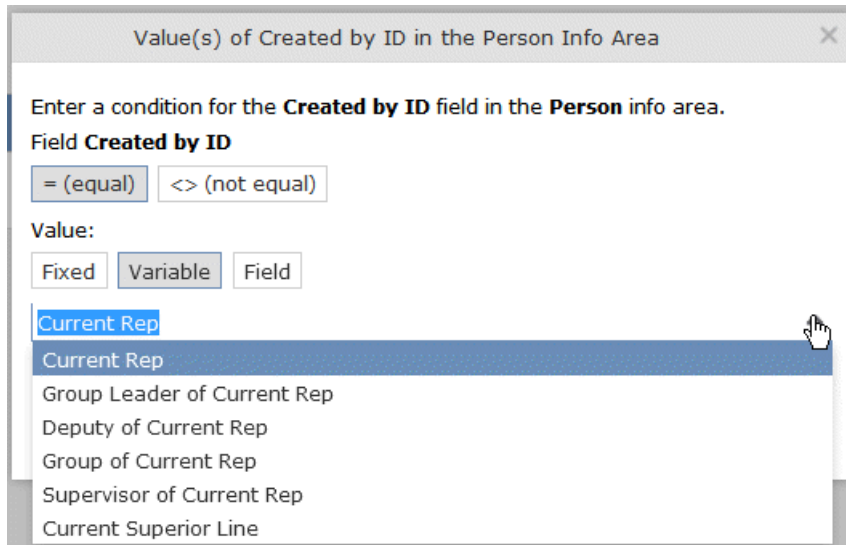 Value(s) of Created by ID in the Person Info Area
Enter a condition for the Created by ID field in the Person info area.
Field Created by ID
= (equal) <> (not equal)
Value:
Fixed Variable Field
Current Rep
Current Rep
Group Leader of Current Rep
Deputy of Current Rep
Group of Current Rep
Supervisor of Current Rep
Current Superior Line